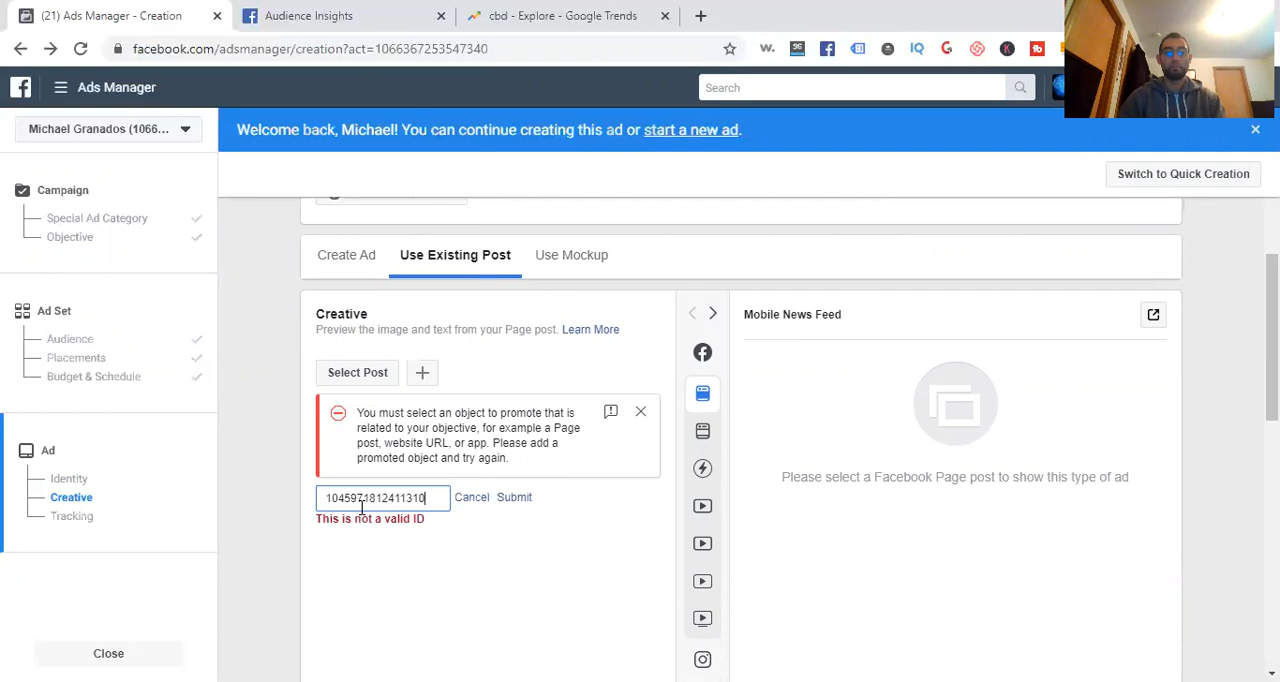 (21) Ads Manager - Creation
Audience Insights
cbd - Explore - Google Trends
facebook.com/adsmanager/creation?act=1066367253547340
Ads Manager
Search
Michael Granados (1066...
Welcome back, Michael! You can continue creating this ad or start a new ad.
Switch to Quick Creation
Campaign
Special Ad Category
Objective
Ad Set
Audience
Placements
Budget & Schedule
Ad
Identity
Creative
Tracking
Close
Create Ad
Use Existing Post
Use Mockup
Creative
Preview the image and text from your Page post. Learn More
Select Post
You must select an object to promote that is
related to your objective, for example a Page
post, website URL, or app. Please add a
promoted object and try again.
1045971812411310
Cancel
Submit
This is not a valid ID
Mobile News Feed
Please select a Facebook Page post to show this type of ad